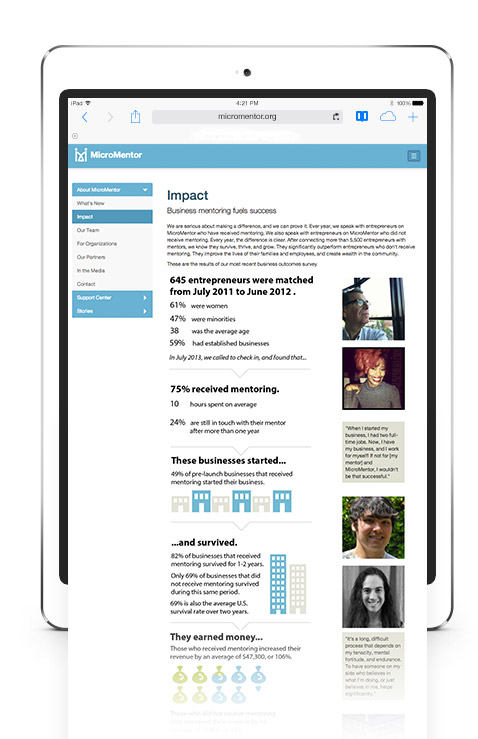 iPad
4:21 PM
100%
micromentor.org
MicroMentor
About MicroMentor
What's New
Impact
Our Team
For Organizations
Our Partners
In the Media
Contact
Support Center
Stories
Impact
Business mentoring fuels success
We are serious about making a difference, and we can prove it. Ever year, we speak with entrepreneurs on
MicroMentor who have received mentoring. We also speak with entrepreneurs on MicroMentor who did not
receive mentoring. Every year, the difference is clear. After connecting more than 5,500 entrepreneurs with
mentors, we know they survive, thrive, and grow. They significantly outperform entrepreneurs who don't receive
mentoring. They improve the lives of their families and employees, and create wealth in the community.
These are the results of our most recent business outcomes survey.
645 entrepreneurs were matched
from July 2011 to June 2012 .
61% were women
47% were minorities
38 was the average age
59% had established businesses
In July 2013, we called to check in, and found that...
75% received mentoring.
10 hours spent on average
24% are still in touch with their mentor
after more than one year
"When I started my
business, I had two full-
time jobs. Now, I have
my business, and I work
for myself! If not for [my
mentor] and
MicroMentor, I wouldn't
be that successful."
These businesses started...
49% of pre-launch businesses that received
mentoring started their business.
...and survived.
82% of businesses that received
mentoring survived for 1-2 years.
Only 69% of businesses that did
not receive mentoring survived
during this same period.
69% is also the average U.S.
survival rate over two years.
They earned money...
Those who received mentoring increased their
revenue by an average of $47,300, or 106%.
"It's a long, difficult
process that depends on
my tenacity, mental
fortitude, and endurance.
To have someone on my
side who believes in
what I'm doing, or just
believes in me, helps
significantly."
Those who did not receive mentoring